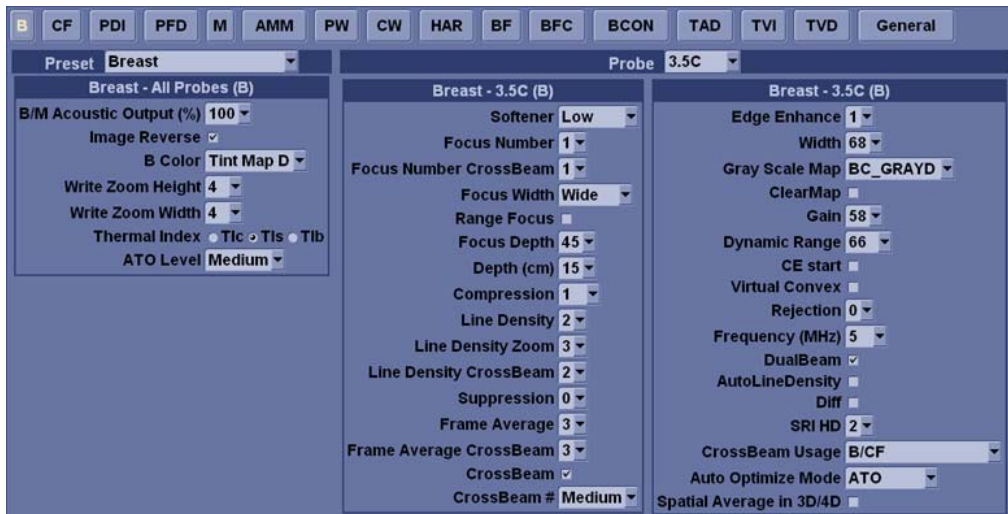 B CF PDI PFD M AMM PW CW HAR BF BFC BCON TAD TVI TVD General
Preset Breast
Probe 3.5C
Breast - All Probes (B)
B/M Acoustic Output (%) 100
Image Reverse
B Color Tint Map D
Write Zoom Height 4
Write Zoom Width 4
Thermal Index TIc TIs TIb
ATO Level Medium
Breast - 3.5C (B)
Softener Low
Focus Number 1
Focus Number CrossBeam 1
Focus Width Wide
Range Focus
Focus Depth 45
Depth (cm) 15
Compression 1
Line Density 2
Line Density Zoom 3
Line Density CrossBeam 2
Suppression 0
Frame Average 3
Frame Average CrossBeam 3
CrossBeam
CrossBeam # Medium
Breast - 3.5C (B)
Edge Enhance 1
Width 68
Gray Scale Map BC_GRAYD
ClearMap
Gain 58
Dynamic Range 66
CE start
Virtual Convex
Rejection 0
Frequency (MHz) 5
DualBeam
AutoLineDensity
Diff
SRI HD 2
CrossBeam Usage B/CF
Auto Optimize Mode ATO
Spatial Average in 3D/4D